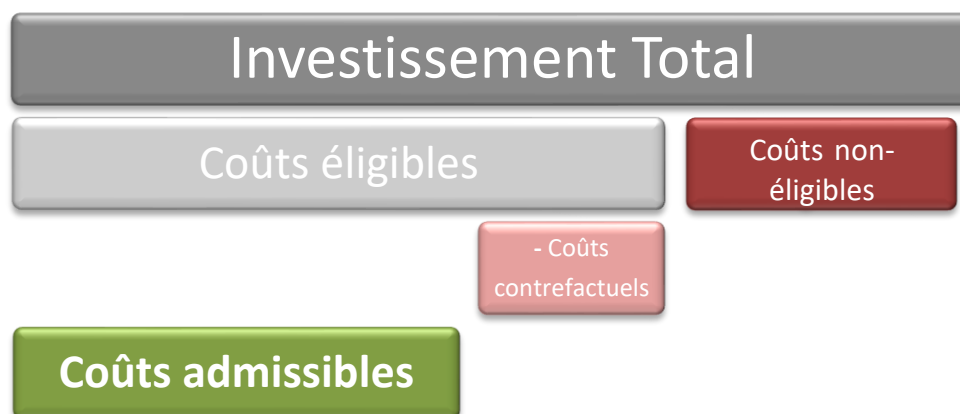 Investissement Total
Coûts éligibles
Coûts non-
éligibles
- Coûts
contrefactuels
Coûts admissibles